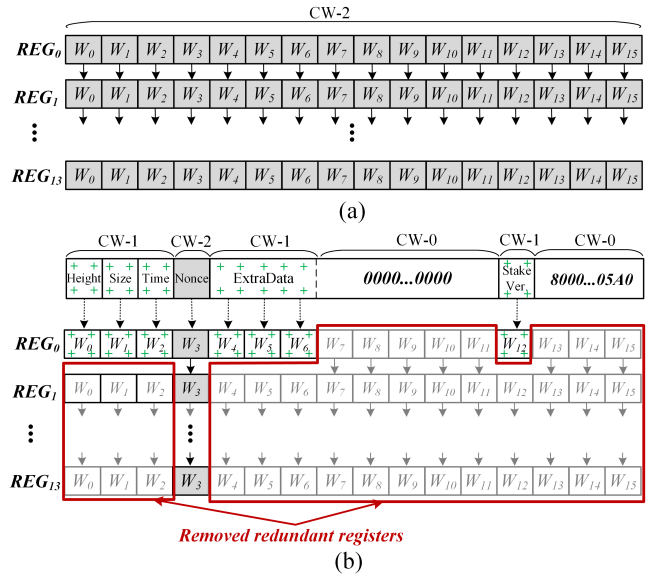 CW-2
REG0 W0 W1 W2 W3 W4 W5 W6 W7 W8 W9 W10 W11 W12 W13 W14 W15
REG1 W0 W1 W2 W3 W4 W5 W6 W7 W8 W9 W10 W11 W12 W13 W14 W15
REG13 W0 W1 W2 W3 W4 W5 W6 W7 W8 W9 W10 W11 W12 W13 W14 W15
(a)
CW-1 CW-2 CW-1 CW-0 CW-1 CW-0
Height Size Time Nonce ExtraData 0000...0000 Stake Ver 8000...05A0
REG0 W0 W1 W2 W3 W4 W5 W6 W7 W8 W9 W10 W11 W12 W13 W14 W15
REG1 W0 W1 W2 W3 W4 W5 W6 W7 W8 W9 W10 W11 W12 W13 W14 W15
REG13 W0 W1 W2 W3 W4 W5 W6 W7 W8 W9 W10 W11 W12 W13 W14 W15
Removed redundant registers
(b)